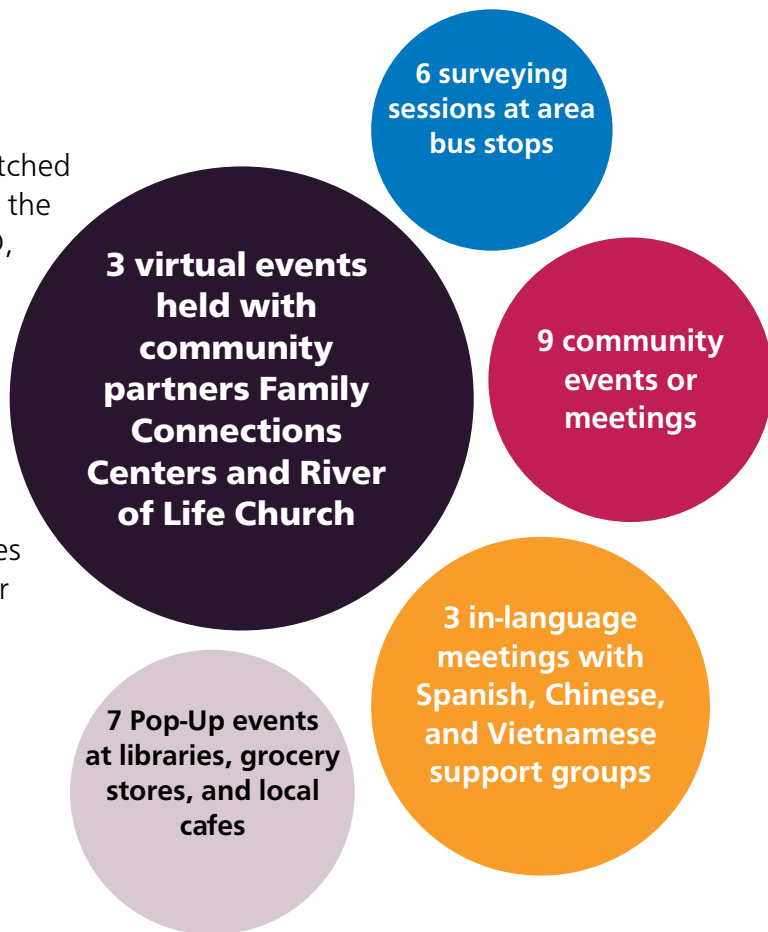 6 surveying
sessions at area
bus stops
the
3 virtual events
held with
community
partners Family
Connections
Centers and River
of Life Church
9 community
events or
meetings
3 in-language
meetings with
Spanish, Chinese,
and Vietnamese
support groups
7 Pop-Up events
at libraries, grocery
stores, and local
cafes